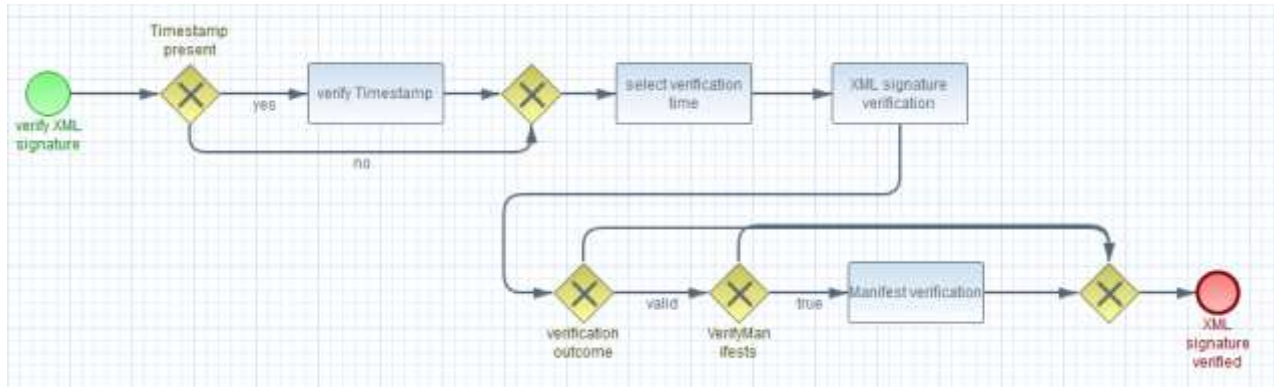 Timestamp
present
verify XML
signature
yes
verify Timestamp
no
select verification
time
XML signature
verification
verification
outcome
valid
VerifyMan
ifests
true
Manifest verification
XML
signature
verified